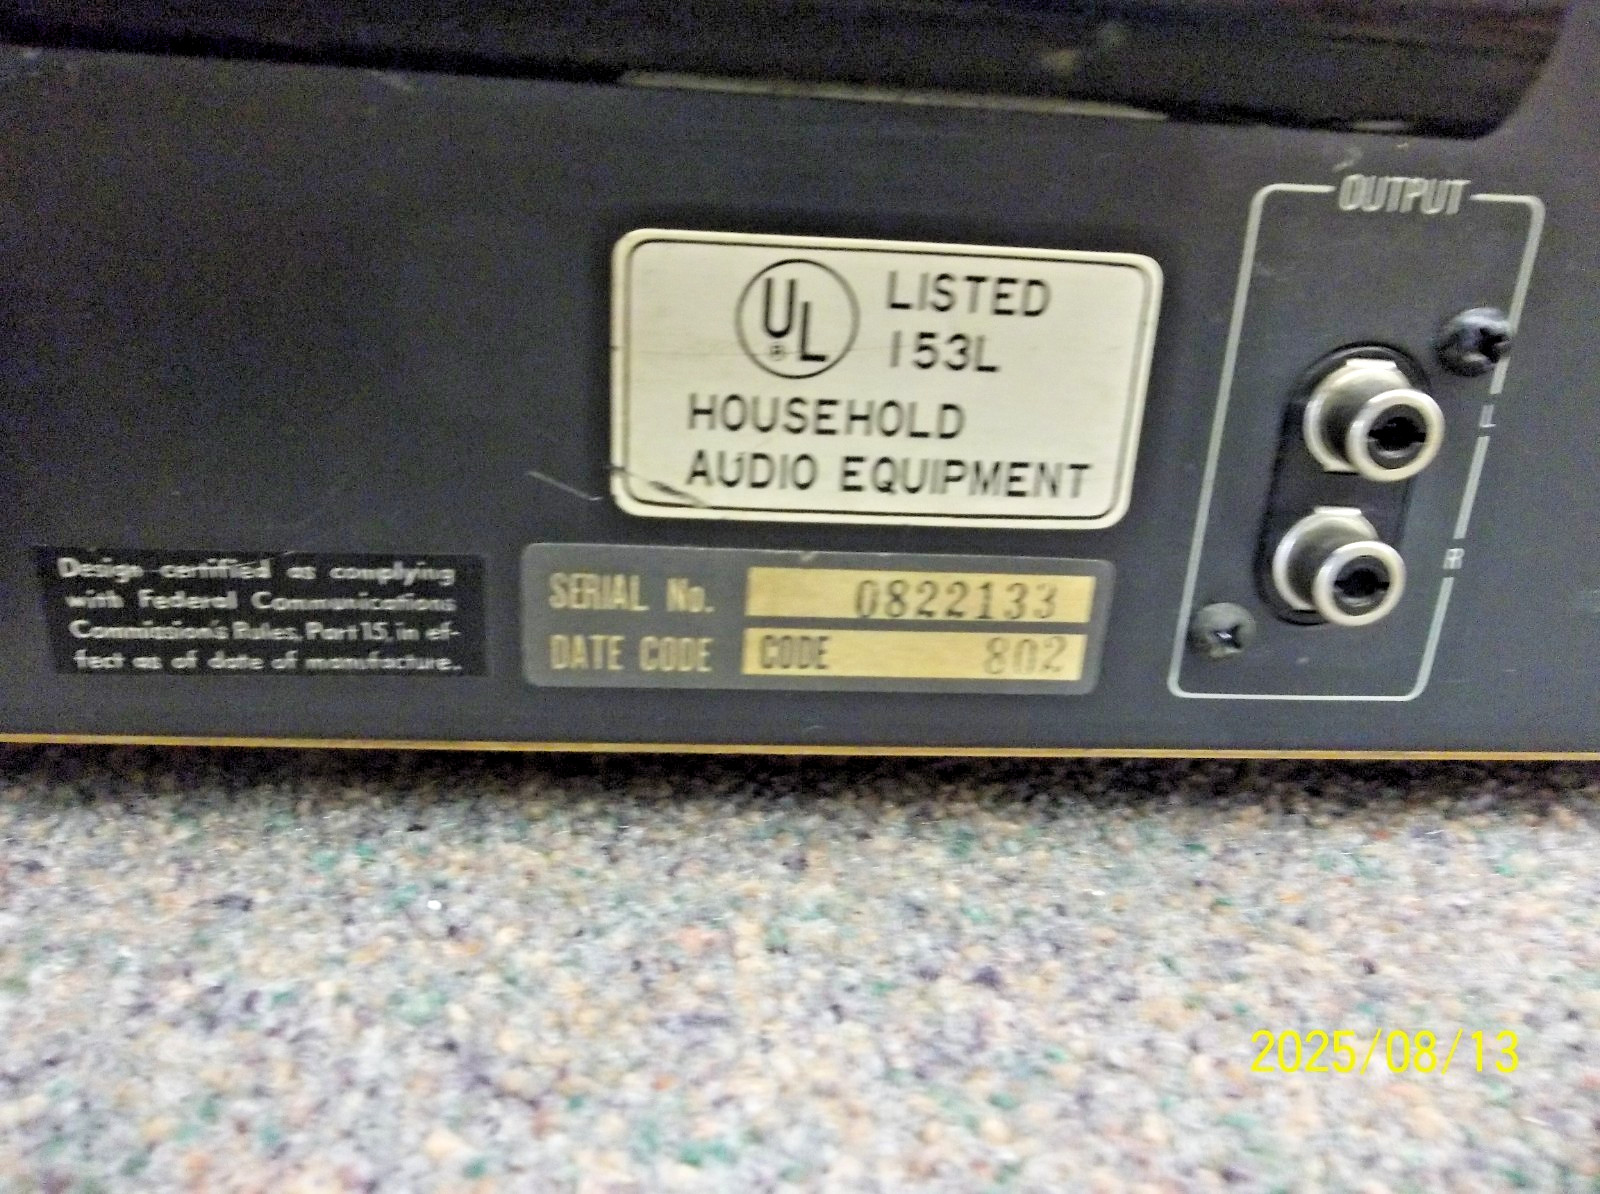 OUTPUT
UL ® LISTED
153L
HOUSEHOLD
AUDIO EQUIPMENT
L
R
Design certified as complying
with Federal Communications
Commission's Rules, Part 15, in ef-
fect as of date of manufacture.
SERIAL No. 0822133
DATE CODE CODE 802
2025/08/13